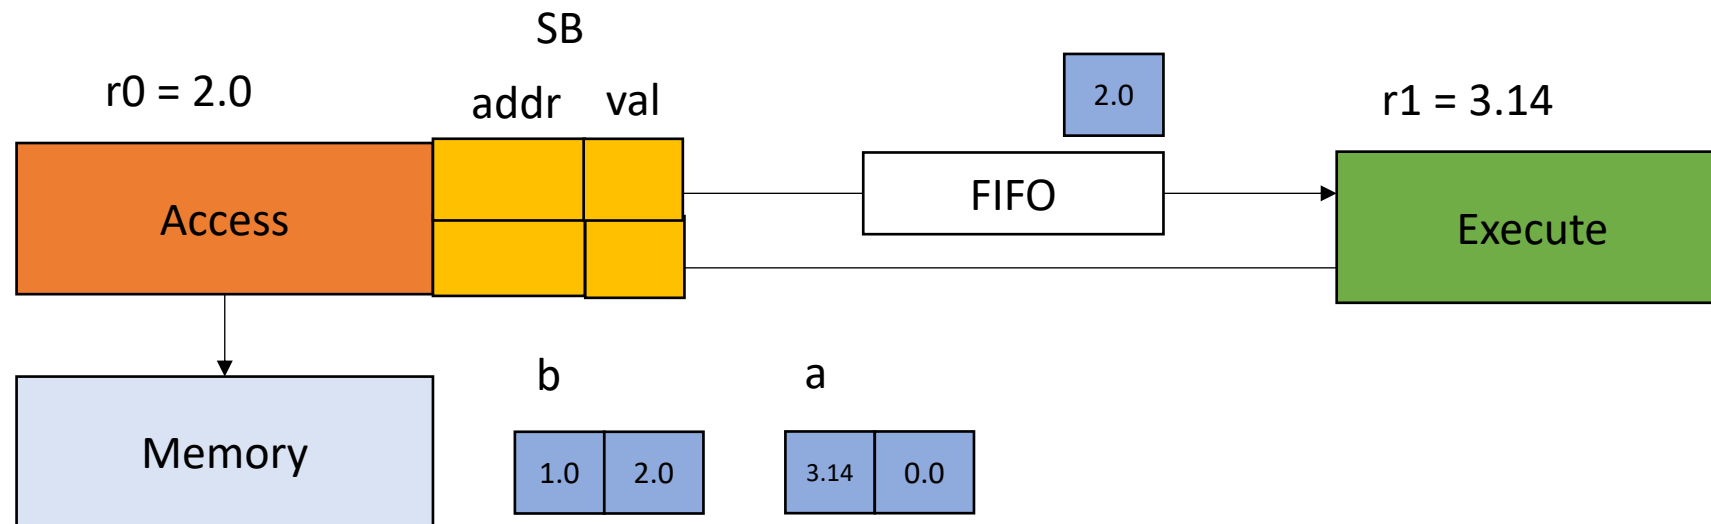 SB
r0 = 2.0
addr
val
2.0
r1 = 3.14
Access
FIFO
Execute
b
a
Memory
1.0
2.0
3.14
0.0